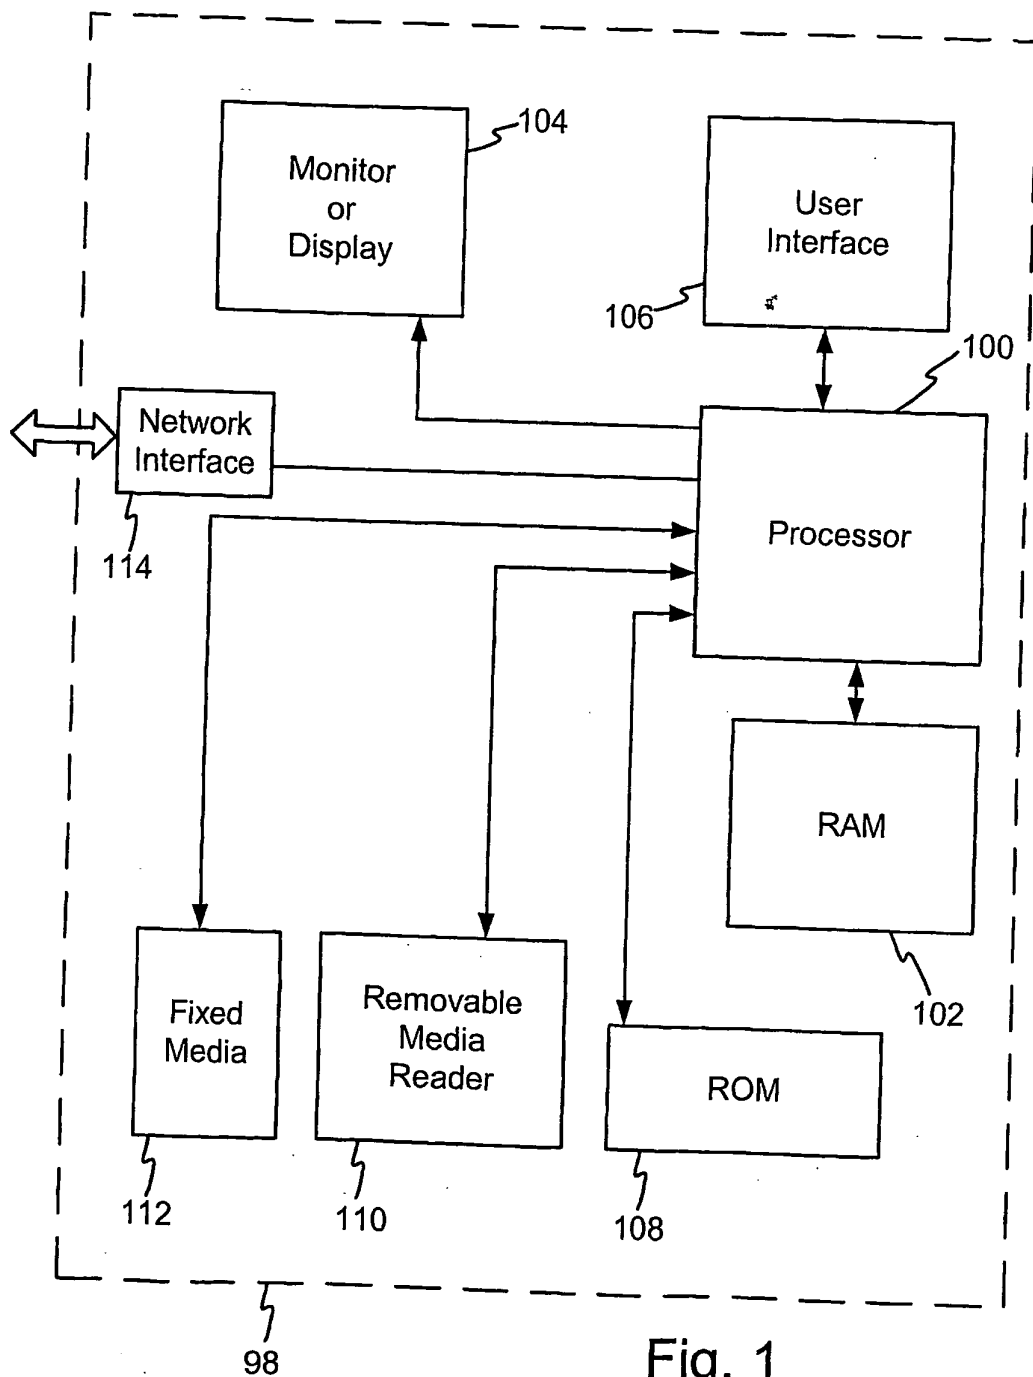 104
Monitor
or
Display
User
Interface
106
100
Network
Interface
114
Processor
RAM
102
Fixed
Media
112
Removable
Media
Reader
110
ROM
108
98
Fig. 1